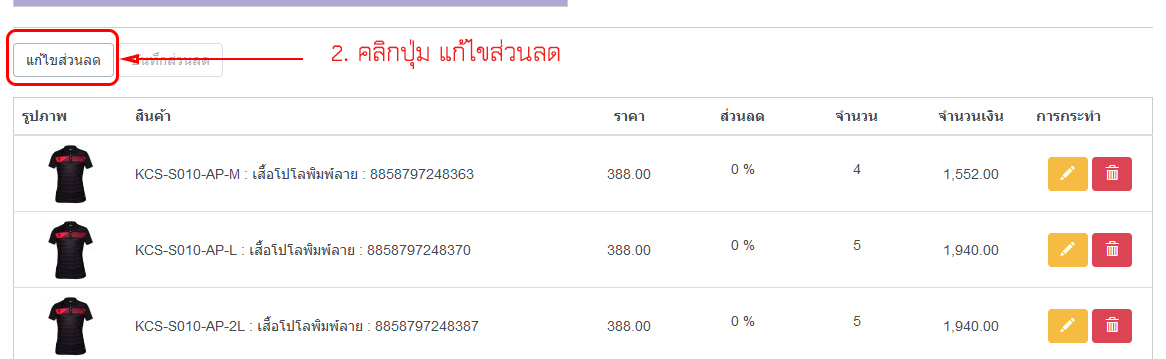 2. คลิกปุ่ม แก้ไขส่วนลด
แก้ไขส่วนลด บันทึกส่วนลด
รูปภาพ สินค้า ราคา ส่วนลด จำนวน จำนวนเงิน การกระทำ
KCS-S010-AP-M : เสื้อโปโลพิมพ์ลาย : 8858797248363 388.00 0 % 4 1,552.00
KCS-S010-AP-L : เสื้อโปโลพิมพ์ลาย : 8858797248370 388.00 0 % 5 1,940.00
KCS-S010-AP-2L : เสื้อโปโลพิมพ์ลาย : 8858797248387 388.00 0 % 5 1,940.00